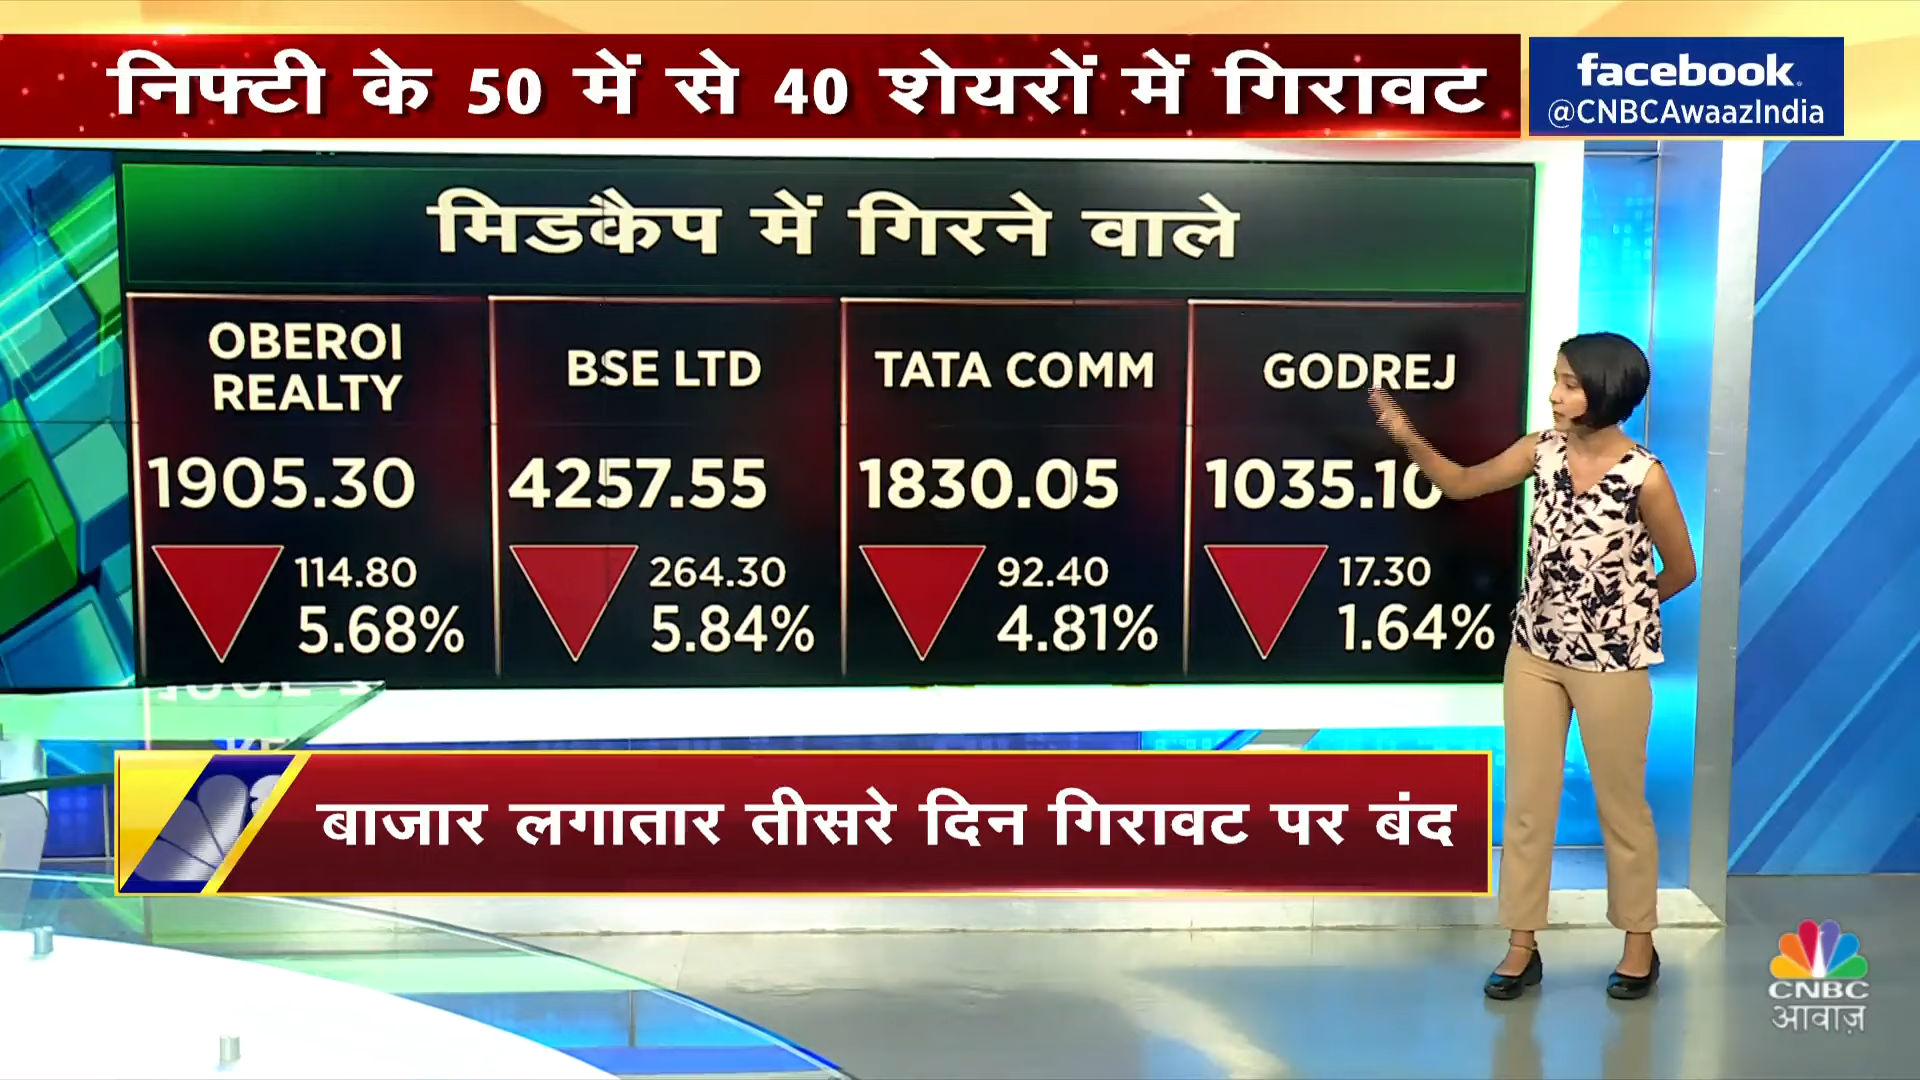 निफ्टी के 50 में से 40 शेयरों में गिरावट
facebook
@CNBCAwaazIndia
मिडकैप में गिरने वाले
OBEROI
REALTY
1905.30
114.80
5.68%
BSE LTD
4257.55
264.30
5.84%
TATA COMM
1830.05
92.40
4.81%
GODREJ
1035.10
17.30
1.64%
बाजार लगातार तीसरे दिन गिरावट पर बंद
CNBC
आवाज़